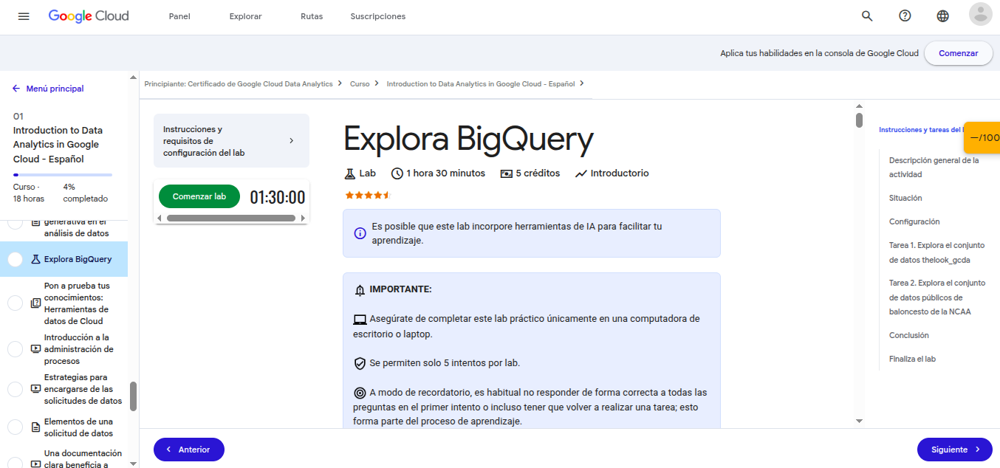 Google Cloud
Panel
Explorar
Rutas
Suscripciones
Aplica tus habilidades en la consola de Google Cloud
Comenzar
Menú principal
01
Introduction to Data
Analytics in Google
Cloud - Español
Curso ·
18 horas
4%
completado
generativa en el
análisis de datos
Explora BigQuery
Pon a prueba tus
conocimientos:
Herramientas de
datos de Cloud
Introducción a la
administración de
procesos
Estrategias para
encargarse de las
solicitudes de datos
Elementos de una
solicitud de datos
Una documentación
clara beneficia a
Principiante: Certificado de Google Cloud Data Analytics > Curso > Introduction to Data Analytics in Google Cloud - Español >
Instrucciones y
requisitos de
configuración del lab
Comenzar lab
01:30:00
Explora BigQuery
Lab
1 hora 30 minutos
5 créditos
Introductorio
Es posible que este lab incorpore herramientas de IA para facilitar tu
aprendizaje.
IMPORTANTE:
Asegúrate de completar este lab práctico únicamente en una computadora de
escritorio o laptop.
Se permiten solo 5 intentos por lab.
A modo de recordatorio, es habitual no responder de forma correcta a todas las
preguntas en el primer intento o incluso tener que volver a realizar una tarea; esto
forma parte del proceso de aprendizaje.
Instrucciones y tareas del
—/100
Descripción general de la
actividad
Situación
Configuración
Tarea 1. Explora el conjunto
de datos thelook_gcda
Tarea 2. Explora el conjunto
de datos públicos de
baloncesto de la NCAA
Conclusión
Finaliza el lab
Anterior
Siguiente